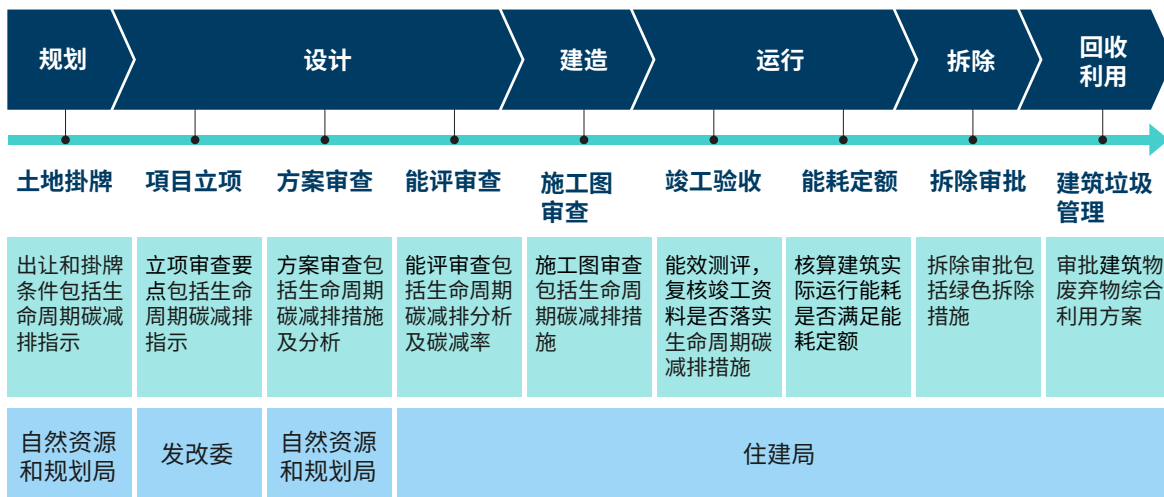 规划
设计
建造
运行
拆除
回收
利用
土地掛牌
項目立项
方案审查
能评审查
施工图
审查
竣工验收
能耗定额
拆除审批
建筑垃圾
管理
出让和掛牌
条件包括生
命周期碳减
排指示
立项审查要
点包括生命
周期碳减排
指示
方案审查包
括生命周期
碳减排措施
及分析
能评审查包
括生命周期
碳减排分析
及碳减率
施工图审查
包括生命周
期碳减排措
施
能效测评，
复核竣工资
料是否落实
生命周期碳
减排措施
核算建筑实
际运行能耗
是否满足能
耗定额
拆除审批包
括绿色拆除
措施
审批建筑物
废弃物综合
利用方案
自然资源
和规划局
发改委
自然资源
和规划局
住建局